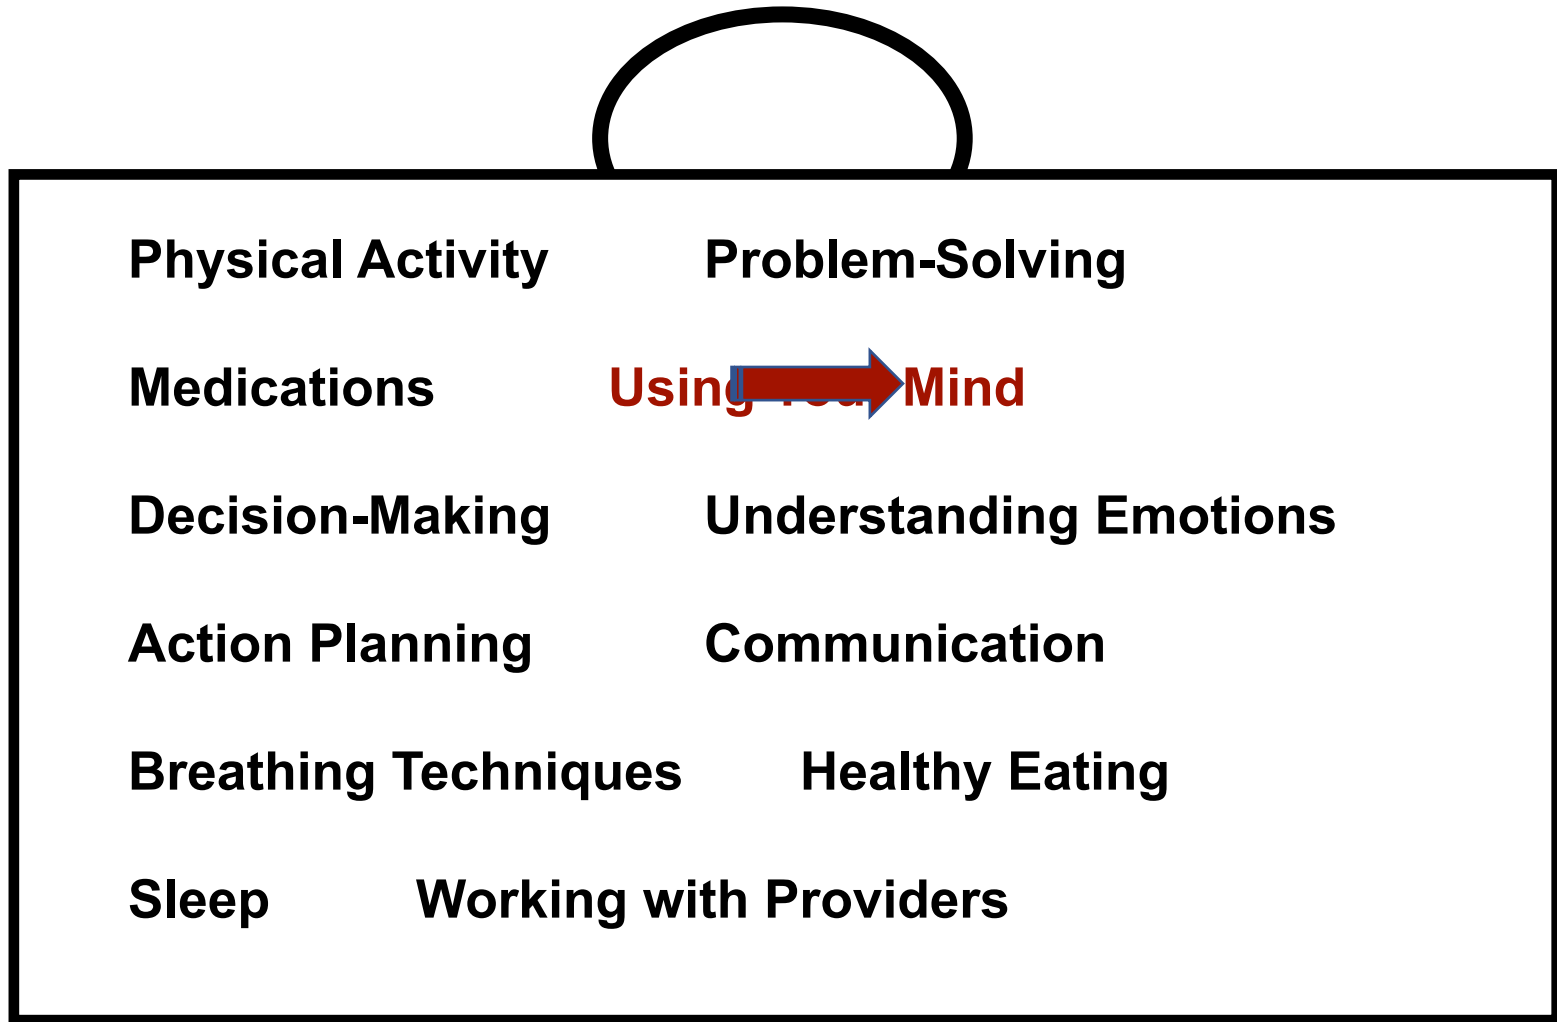 Physical Activity Problem-Solving
Medications Using Your Mind
Decision-Making Understanding Emotions
Action Planning Communication
Breathing Techniques Healthy Eating
Sleep Working with Providers